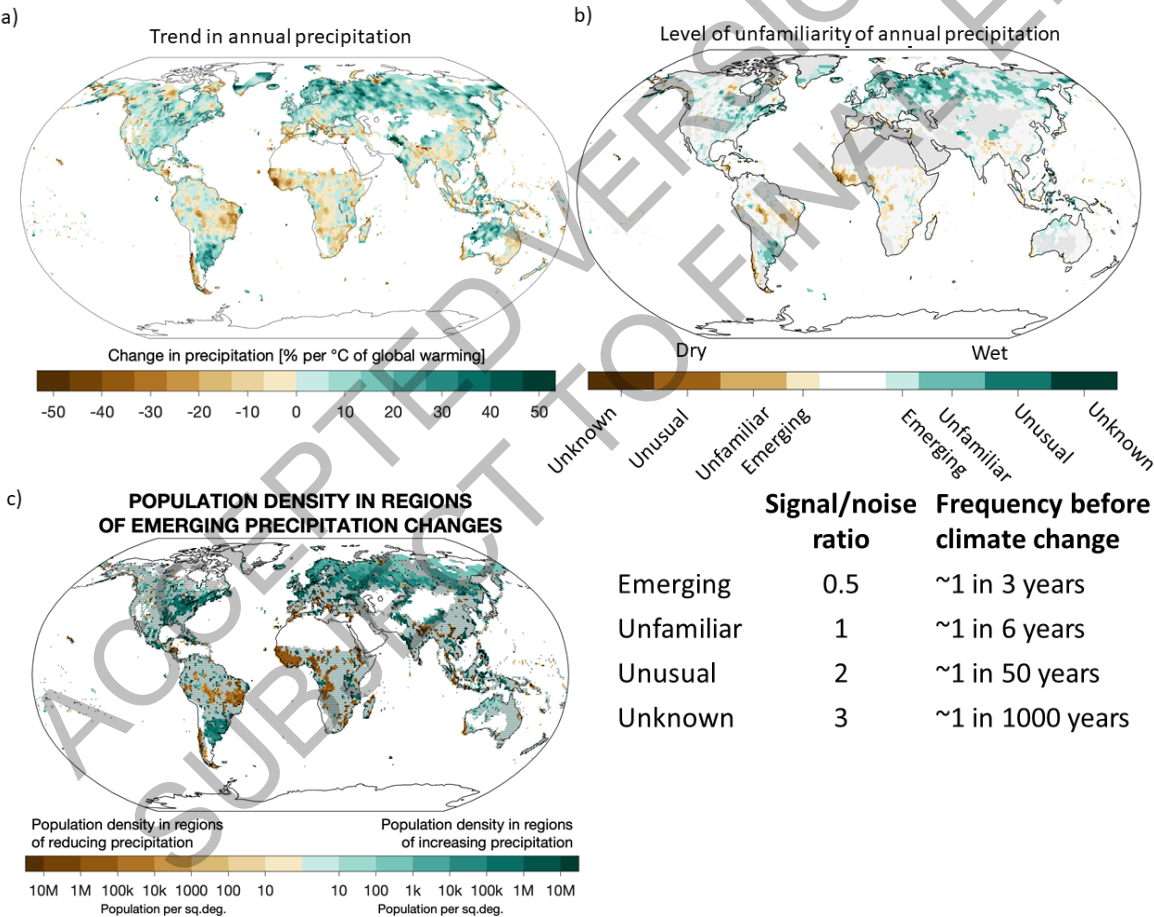 a)
Trend in annual precipitation
Change in precipitation [% per °C of global warming]
-50 -40 -30 -20 -10 0 10 20 30 40 50
b)
Level of unfamiliarity of annual precipitation
Dry Wet
Unknown Unusual Unfamiliar Emerging Emerging Unfamiliar Unusual Unknown
Signal/noise ratio
Frequency before climate change
Emerging 0.5 ~1 in 3 years
Unfamiliar 1 ~1 in 6 years
Unusual 2 ~1 in 50 years
Unknown 3 ~1 in 1000 years
c)
POPULATION DENSITY IN REGIONS
OF EMERGING PRECIPITATION CHANGES
Population density in regions
of reducing precipitation
Population density in regions
of increasing precipitation
10M 1M 100k 10k 1000 100 10 10 100 1k 10k 100k 1M 10M
Population per sq.deg. Population per sq.deg.
ACCEPTED VERSI
SUBJECT TO FINAL E